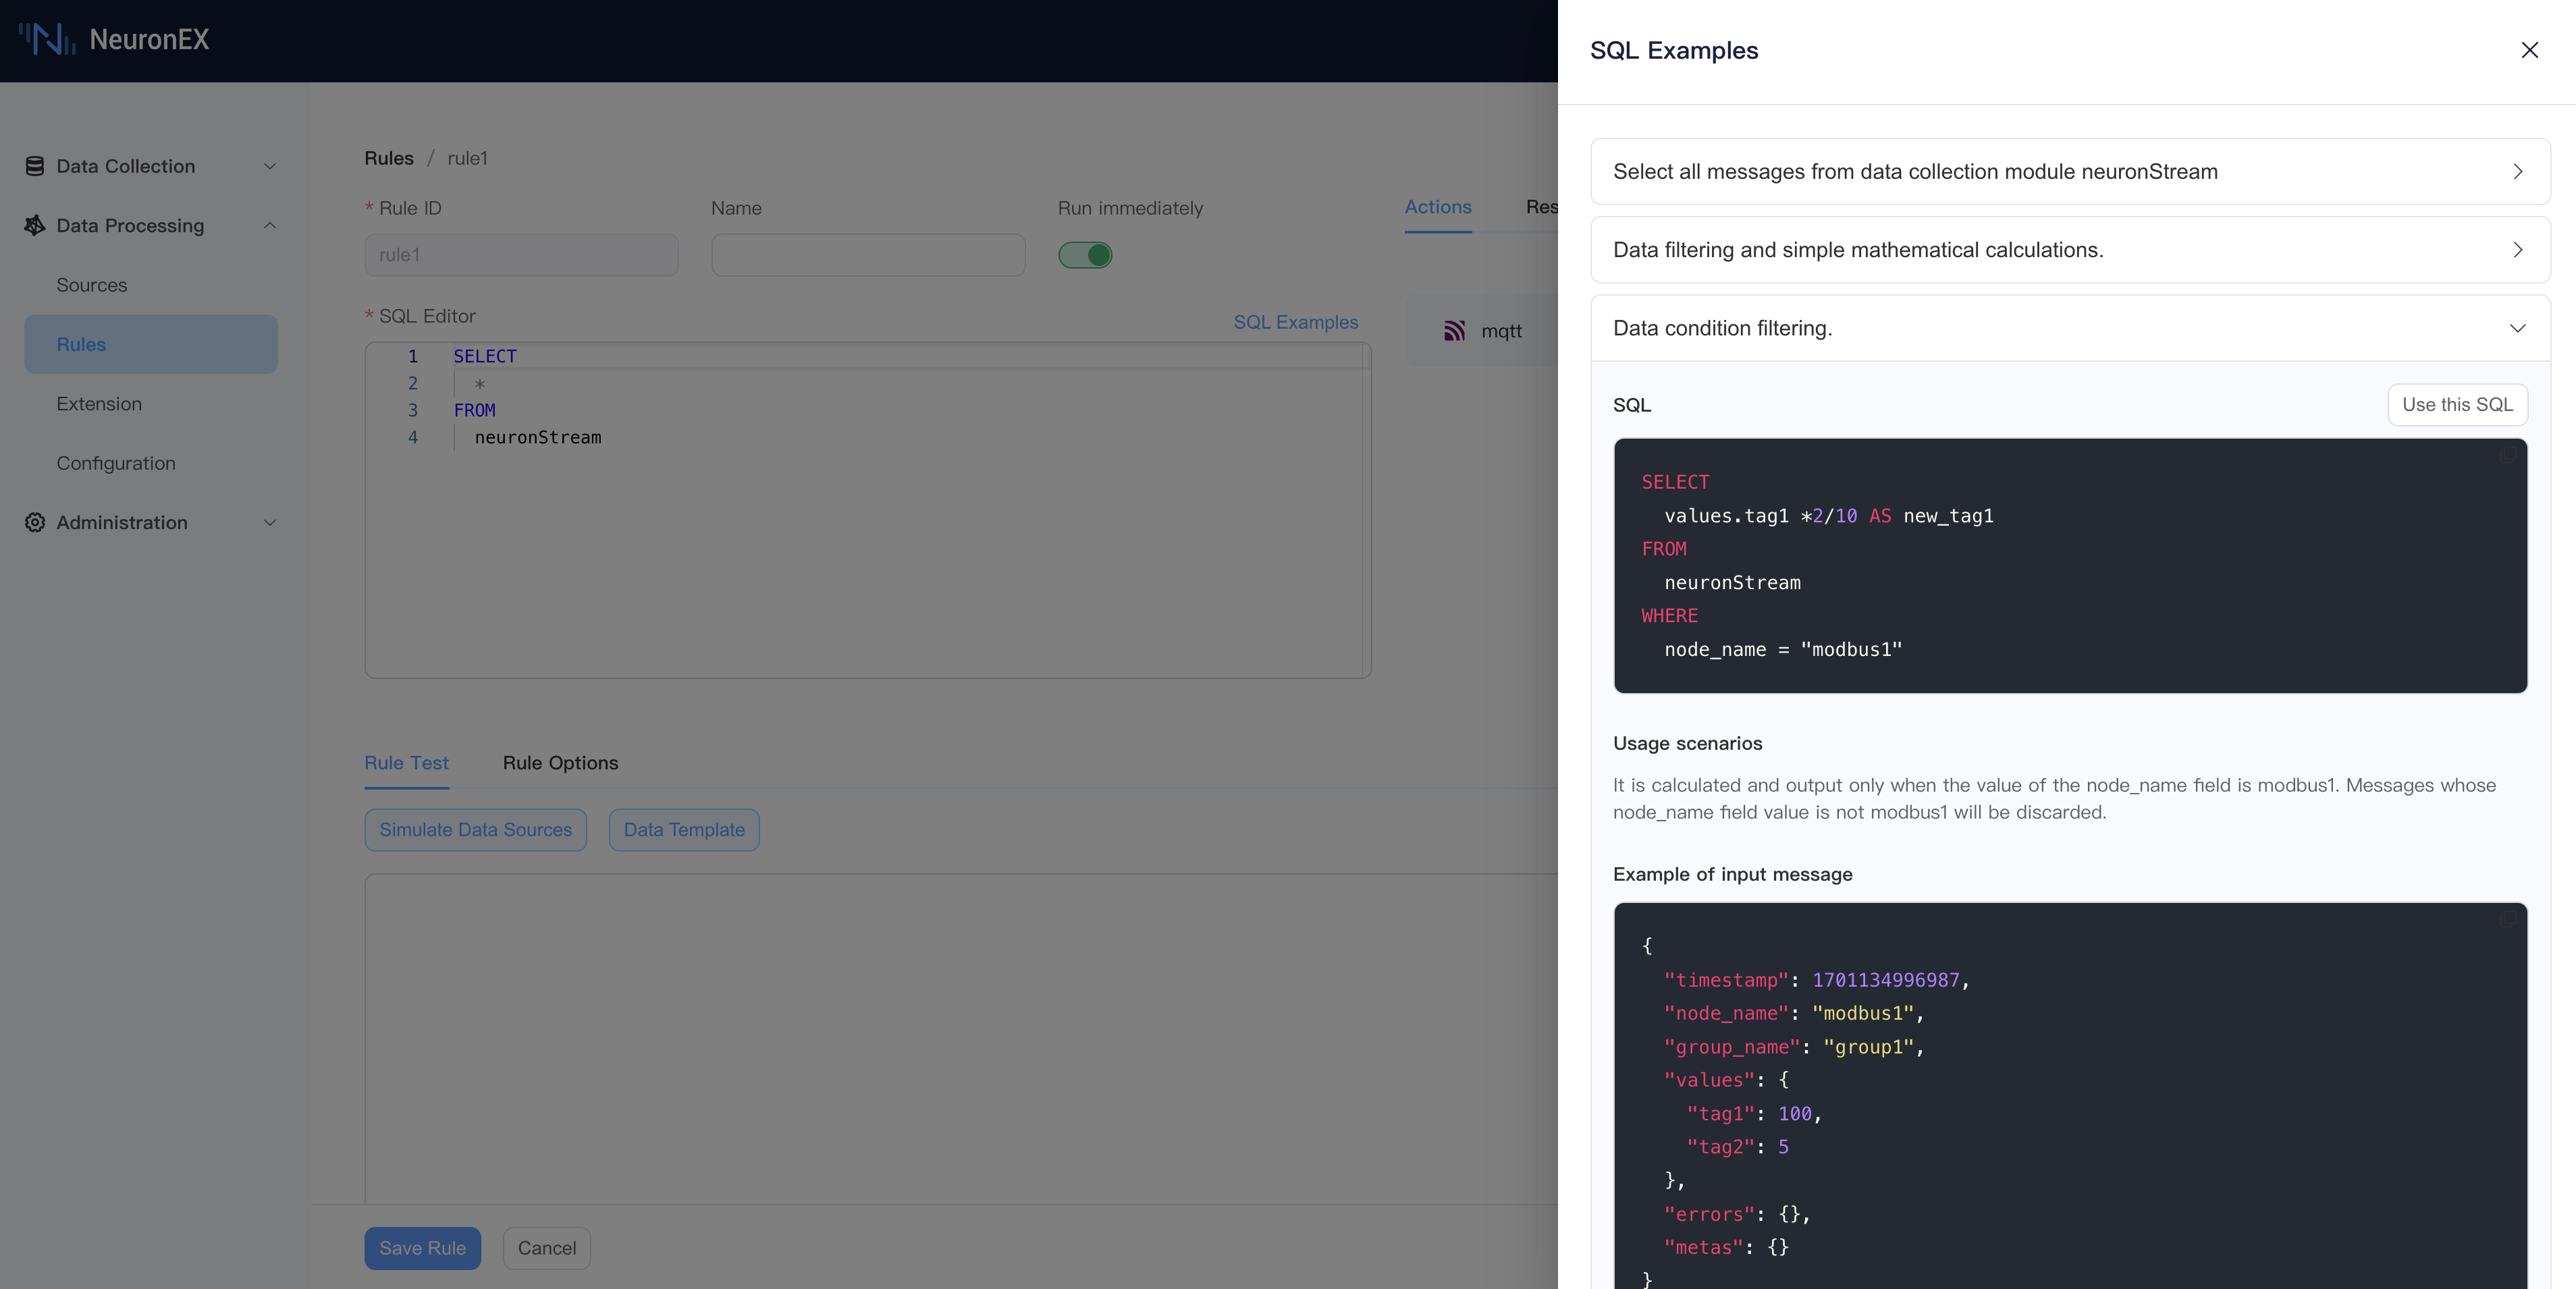 NeuronEX
Data Collection
Data Processing
Sources
Rules
Extension
Configuration
Administration
Rules / rule1
* Rule ID
Name
Run immediately
rule1
* SQL Editor
SQL Examples
1 SELECT
2 *
3 FROM
4 neuronStream
Actions
Res
mqtt
Rule Test
Rule Options
Simulate Data Sources
Data Template
Save Rule
Cancel
SQL Examples
Select all messages from data collection module neuronStream
Data filtering and simple mathematical calculations.
Data condition filtering.
SQL
Use this SQL
SELECT
values.tag1 *2/10 AS new_tag1
FROM
neuronStream
WHERE
node_name = "modbus1"
Usage scenarios
It is calculated and output only when the value of the node_name field is modbus1. Messages whose
node_name field value is not modbus1 will be discarded.
Example of input message
{
"timestamp": 1701134996987,
"node_name": "modbus1",
"group_name": "group1",
"values": {
"tag1": 100,
"tag2": 5
},
"errors": {},
"metas": {}
}